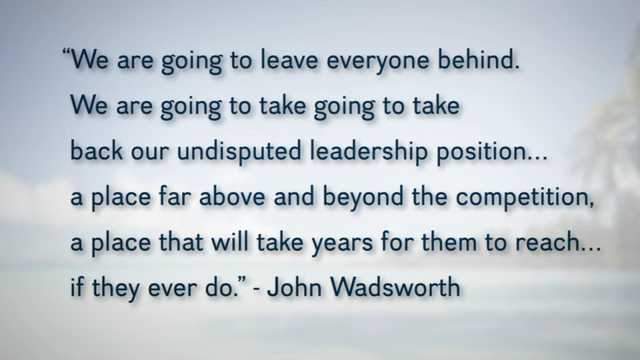 “We are going to leave everyone behind.
We are going to take going to take
back our undisputed leadership position...
a place far above and beyond the competition,
a place that will take years for them to reach...
if they ever do.” - John Wadsworth